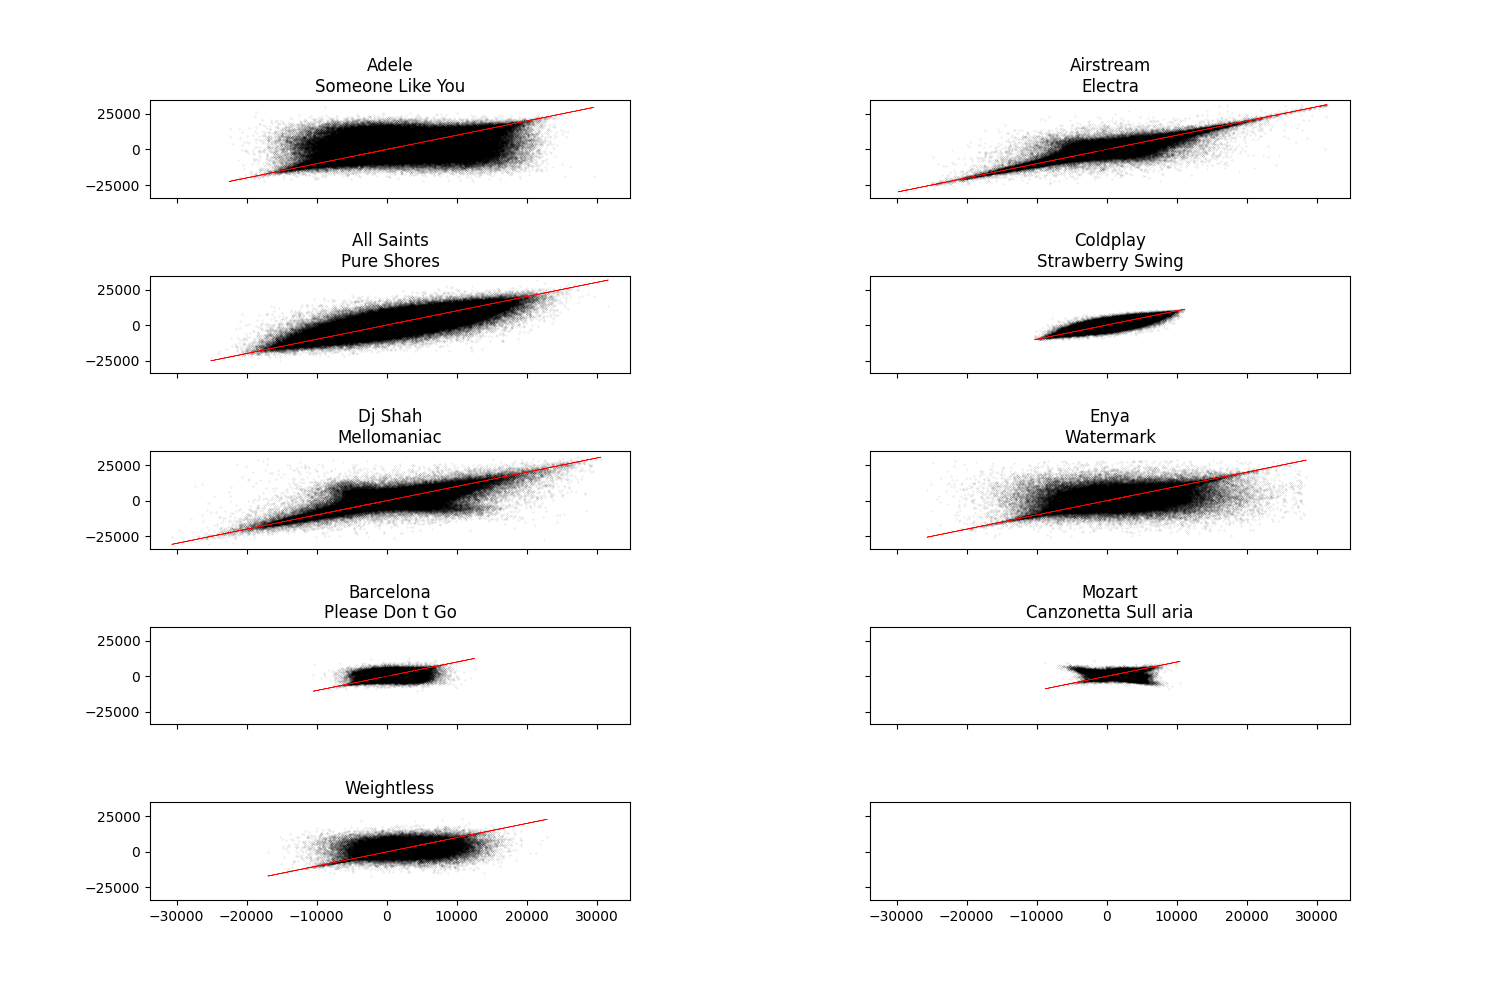 Adele
Someone Like You
25000
0
−25000
Airstream
Electra
All Saints
Pure Shores
25000
0
−25000
Coldplay
Strawberry Swing
Dj Shah
Mellomaniac
25000
0
−25000
Enya
Watermark
Barcelona
Please Don t Go
25000
0
−25000
Mozart
Canzonetta Sull aria
Weightless
25000
0
−25000
−30000 −20000 −10000 0 10000 20000 30000
−30000 −20000 −10000 0 10000 20000 30000